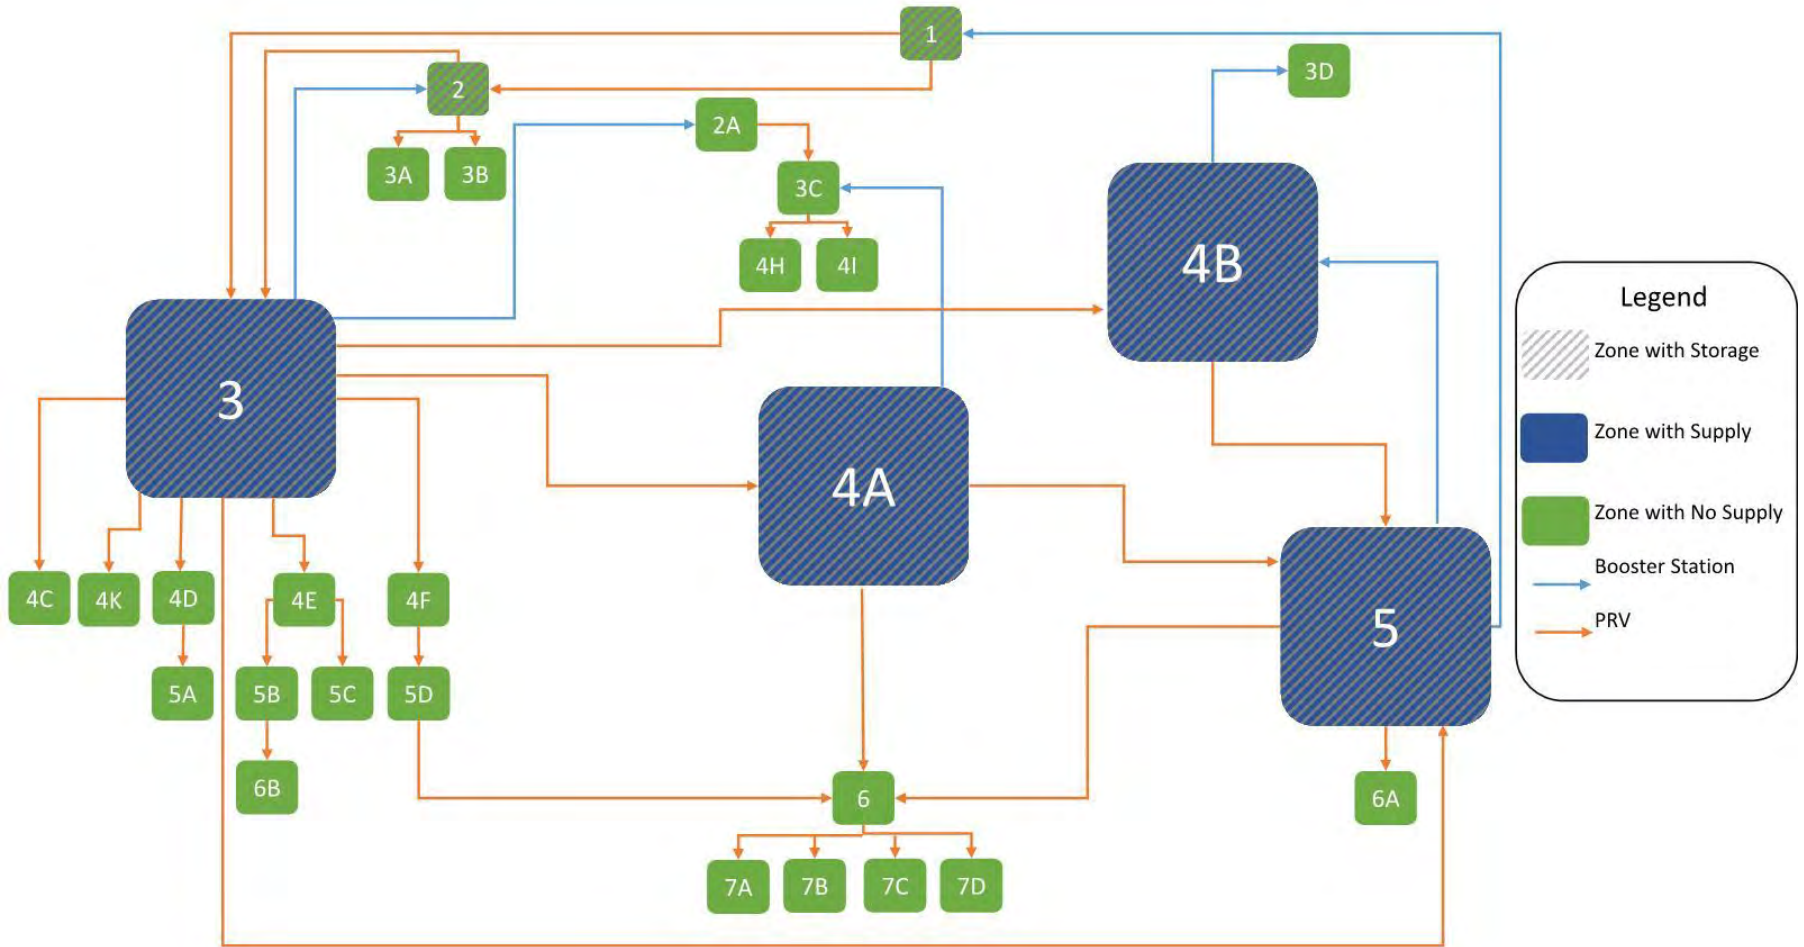 1
3D
2
2A
3A
3B
3C
4H
4I
4B
Legend
Zone with Storage
Zone with Supply
Zone with No Supply
Booster Station
PRV
3
4A
4C
4K
4D
4E
4F
5
5A
5B
5C
5D
6B
6
6A
7A
7B
7C
7D